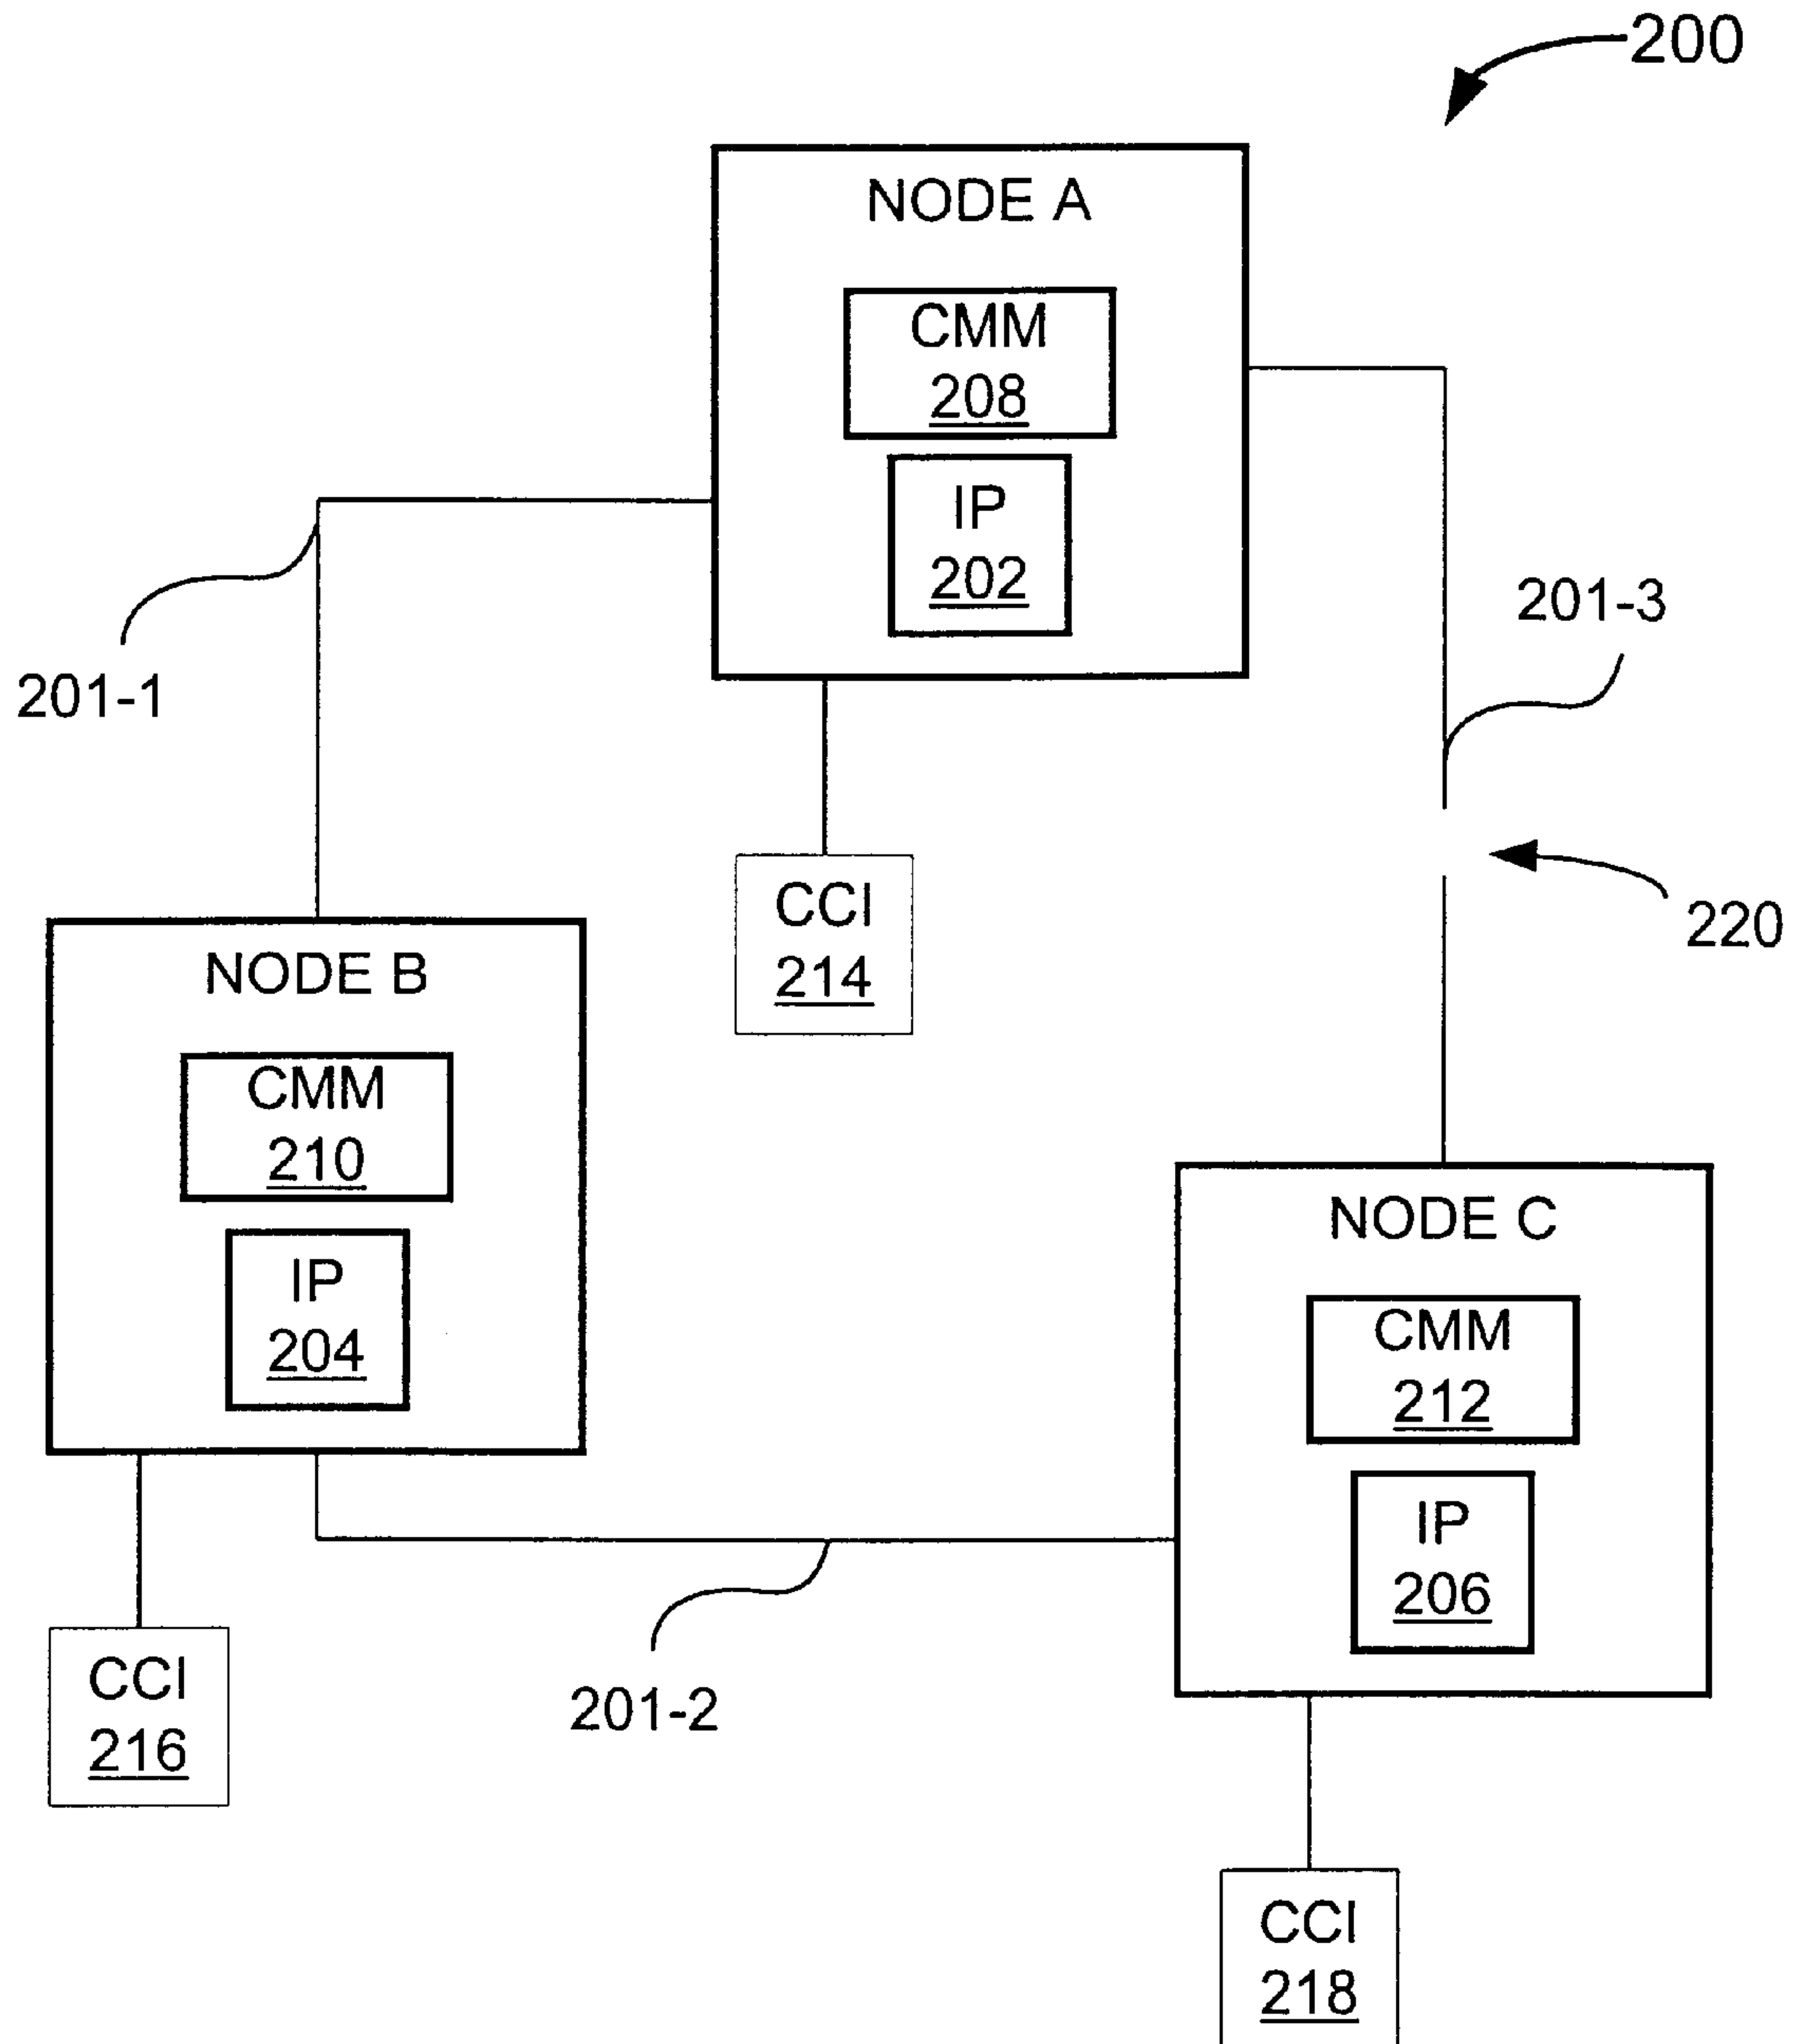 200
NODE A
CMM
208
IP
202
201-3
201-1
CCI
214
220
NODE B
CMM
210
IP
204
NODE C
CMM
212
IP
206
CCI
216
201-2
CCI
218